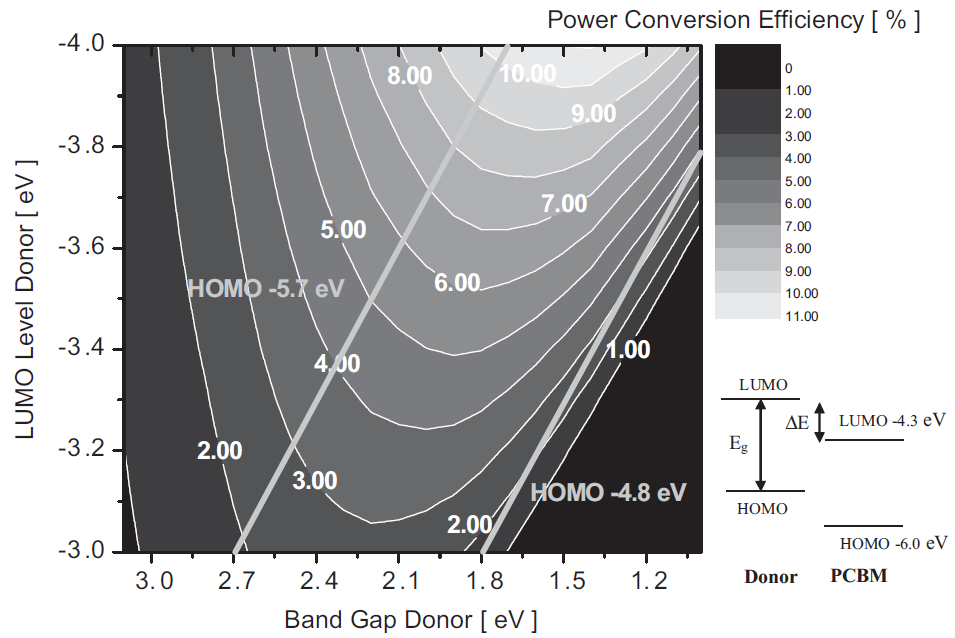 Power Conversion Efficiency [ % ]
LUMO Level Donor [ eV ]
-4.0
-3.8
-3.6
-3.4
-3.2
-3.0
3.0
2.7
2.4
2.1
1.8
1.5
1.2
Band Gap Donor [ eV ]
8.00
10.00
9.00
7.00
5.00
6.00
HOMO -5.7 eV
4.00
1.00
2.00
3.00
HOMO -4.8 eV
2.00
0
1.00
2.00
3.00
4.00
5.00
6.00
7.00
8.00
9.00
10.00
11.00
LUMO
ΔE
LUMO -4.3 eV
Eg
HOMO
HOMO -6.0 eV
Donor
PCBM